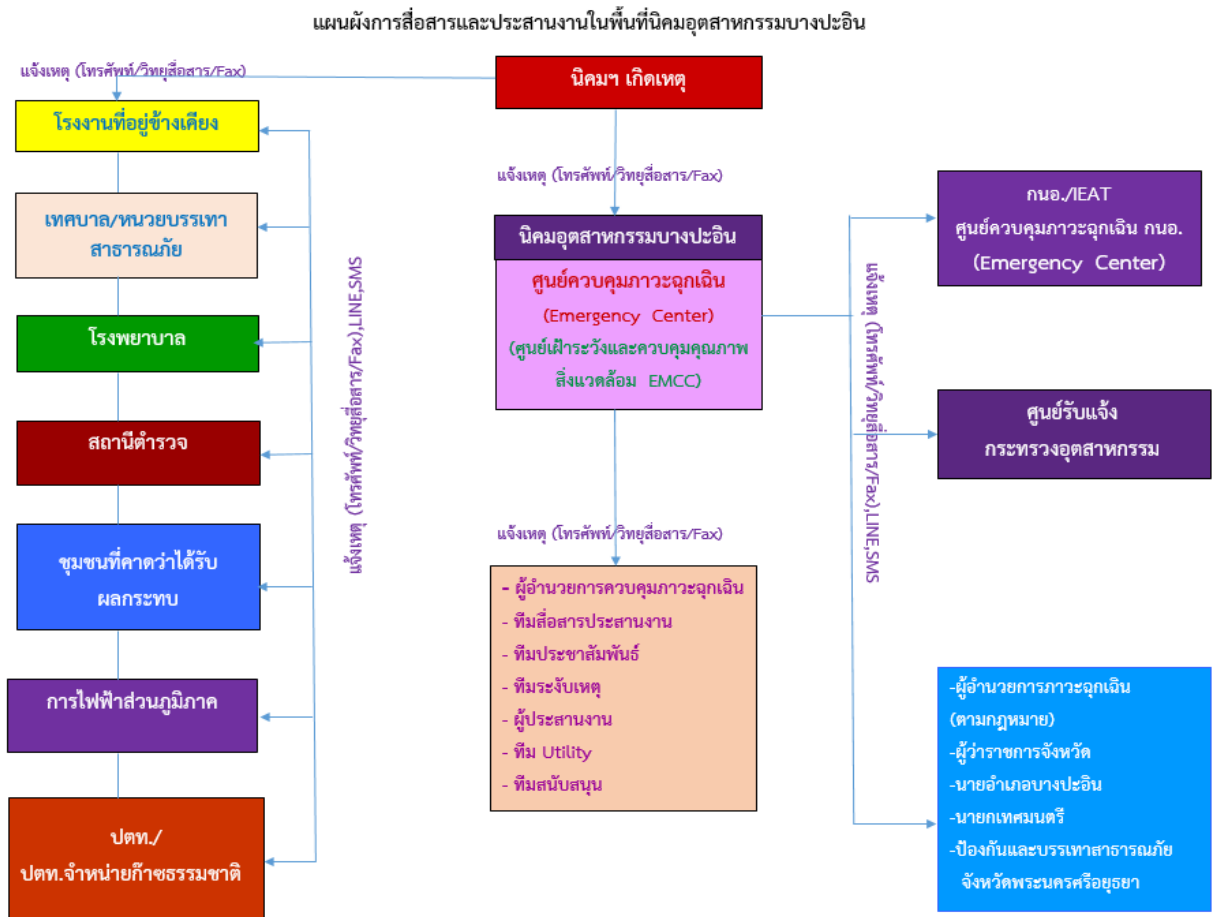 แผนผังการสื่อสารและประสานงานในพื้นที่นิคมอุตสาหกรรมบางปะอิน
แจ้งเหตุ (โทรศัพท์/วิทยุสื่อสาร/Fax)
นิคมฯ เกิดเหตุ
โรงงานที่อยู่ข้างเคียง
เทศบาล/หนวยบรรเทา
สาธารณภัย
โรงพยาบาล
สถานีตำรวจ
ชุมชนที่คาดว่าได้รับ
ผลกระทบ
การไฟฟ้าส่วนภูมิภาค
ปตท./
ปตท.จำหน่ายก๊าซธรรมชาติ
แจ้งเหตุ (โทรศัพท์/วิทยุสื่อสาร/Fax),LINE,SMS
แจ้งเหตุ (โทรศัพท์/วิทยุสื่อสาร/Fax)
นิคมอุตสาหกรรมบางปะอิน
ศูนย์ควบคุมภาวะฉุกเฉิน
(Emergency Center)
(ศูนย์เฝ้าระวังและควบคุมคุณภาพ
สิ่งแวดล้อม EMCC)
แจ้งเหตุ (โทรศัพท์/วิทยุสื่อสาร/Fax)
- ผู้อำนวยการควบคุมภาวะฉุกเฉิน
- ทีมสื่อสารประสานงาน
- ทีมประชาสัมพันธ์
- ทีมระงับเหตุ
- ผู้ประสานงาน
- ทีม Utility
- ทีมสนับสนุน
แจ้งเหตุ (โทรศัพท์/วิทยุสื่อสาร/Fax),LINE,SMS
กนอ./IEAT
ศูนย์ควบคุมภาวะฉุกเฉิน กนอ.
(Emergency Center)
ศูนย์รับแจ้ง
กระทรวงอุตสาหกรรม
-ผู้อำนวยการภาวะฉุกเฉิน
(ตามกฎหมาย)
-ผู้ว่าราชการจังหวัด
-นายอำเภอบางปะอิน
-นายกเทศมนตรี
-ป้องกันและบรรเทาสาธารณภัย
จังหวัดพระนครศรีอยุธยา